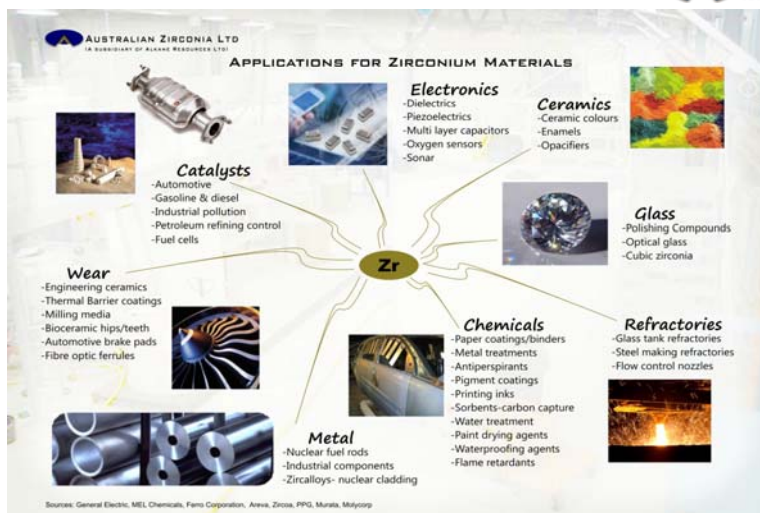 AUSTRALIAN ZIRCONIA LTD
(A SUBSIDIARY OF ALKANE RESOURCES LTD)
APPLICATIONS FOR ZIRCONIUM MATERIALS
Electronics
-Dielectrics
-Piezoelectrics
-Multi layer capacitors
-Oxygen sensors
-Sonar
Ceramics
-Ceramic colours
-Enamels
-Opacifiers
Catalysts
-Automotive
-Gasoline & diesel
-Industrial pollution
-Petroleum refining control
-Fuel cells
Glass
-Polishing Compounds
-Optical glass
-Cubic zirconia
Zr
Wear
-Engineering ceramics
-Thermal Barrier coatings
-Milling media
-Bioceramic hips/teeth
-Automotive brake pads
-Fibre optic ferrules
Chemicals
-Paper coatings/binders
-Metal treatments
-Antiperspirants
-Pigment coatings
-Printing inks
-Sorbents-carbon capture
-Water treatment
-Paint drying agents
-Waterproofing agents
-Flame retardants
Refractories
-Glass tank refractories
-Steel making refractories
-Flow control nozzles
Metal
-Nuclear fuel rods
-Industrial components
-Zircalloys- nuclear cladding
Sources: General Electric, MEL Chemicals, Ferro Corporation, Areva, Zircoa, PPG, Murata, Molycorp